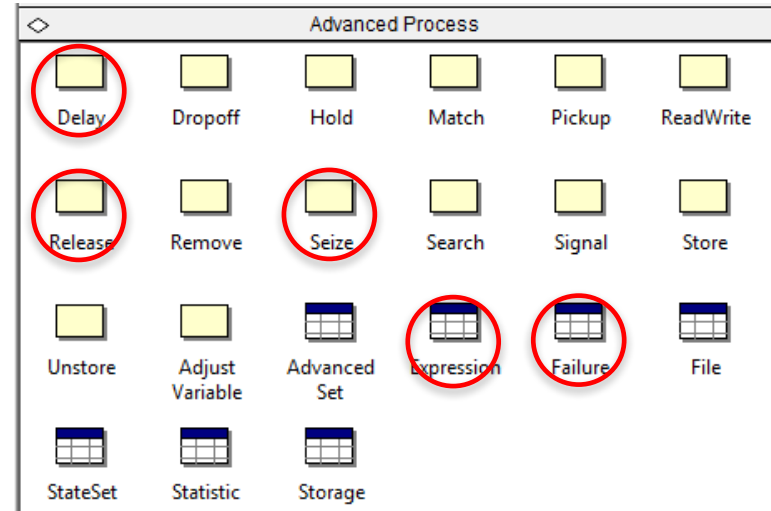 Advanced Process
Delay Dropoff Hold Match Pickup ReadWrite
Release Remove Seize Search Signal Store
Unstore Adjust Variable Advanced Set Expression Failure File
StateSet Statistic Storage